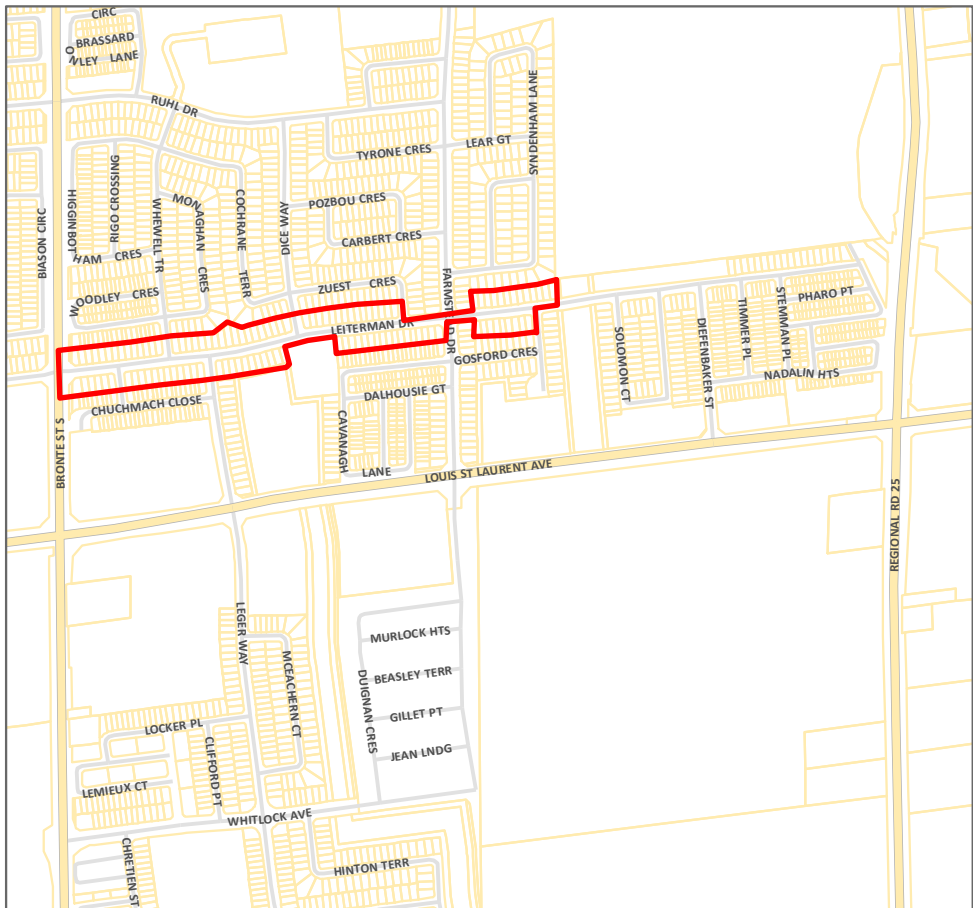 CIRC
BRASSARD
ONLEY LANE
RUHL DR
SYNDENHAM LANE
LEAR GT
TYRONE CRES
RIGO CROSSING
HIGGINBOTHAM CRES
WHEWELL TR
MONAGHAN CRES
COCHRANE TERR
DICE WAY
POZBOU CRES
CARBERT CRES
BIASON CIRC
WOODLEY CRES
ZUEST CRES
FARMSTEAD DR
LEITERMAN DR
PHARO PT
STEMMAN PL
TIMMER PL
DIEFENBAKER ST
SOLOMON CT
GOSFORD CRES
NADALIN HTS
DALHOUSIE GT
CHUCHMACH CLOSE
CAVANAGH LANE
BRONTE ST S
LOUIS ST LAURENT AVE
REGIONAL RD 25
LEGER WAY
MURLOCK HTS
BEASLEY TERR
MCEACHERN CT
DUIGNAN CRES
GILLET PT
LOCKER PL
JEAN LNDG
CLIFFORD PT
LEMIEUX CT
WHITLOCK AVE
CHRETIEN ST
HINTON TERR